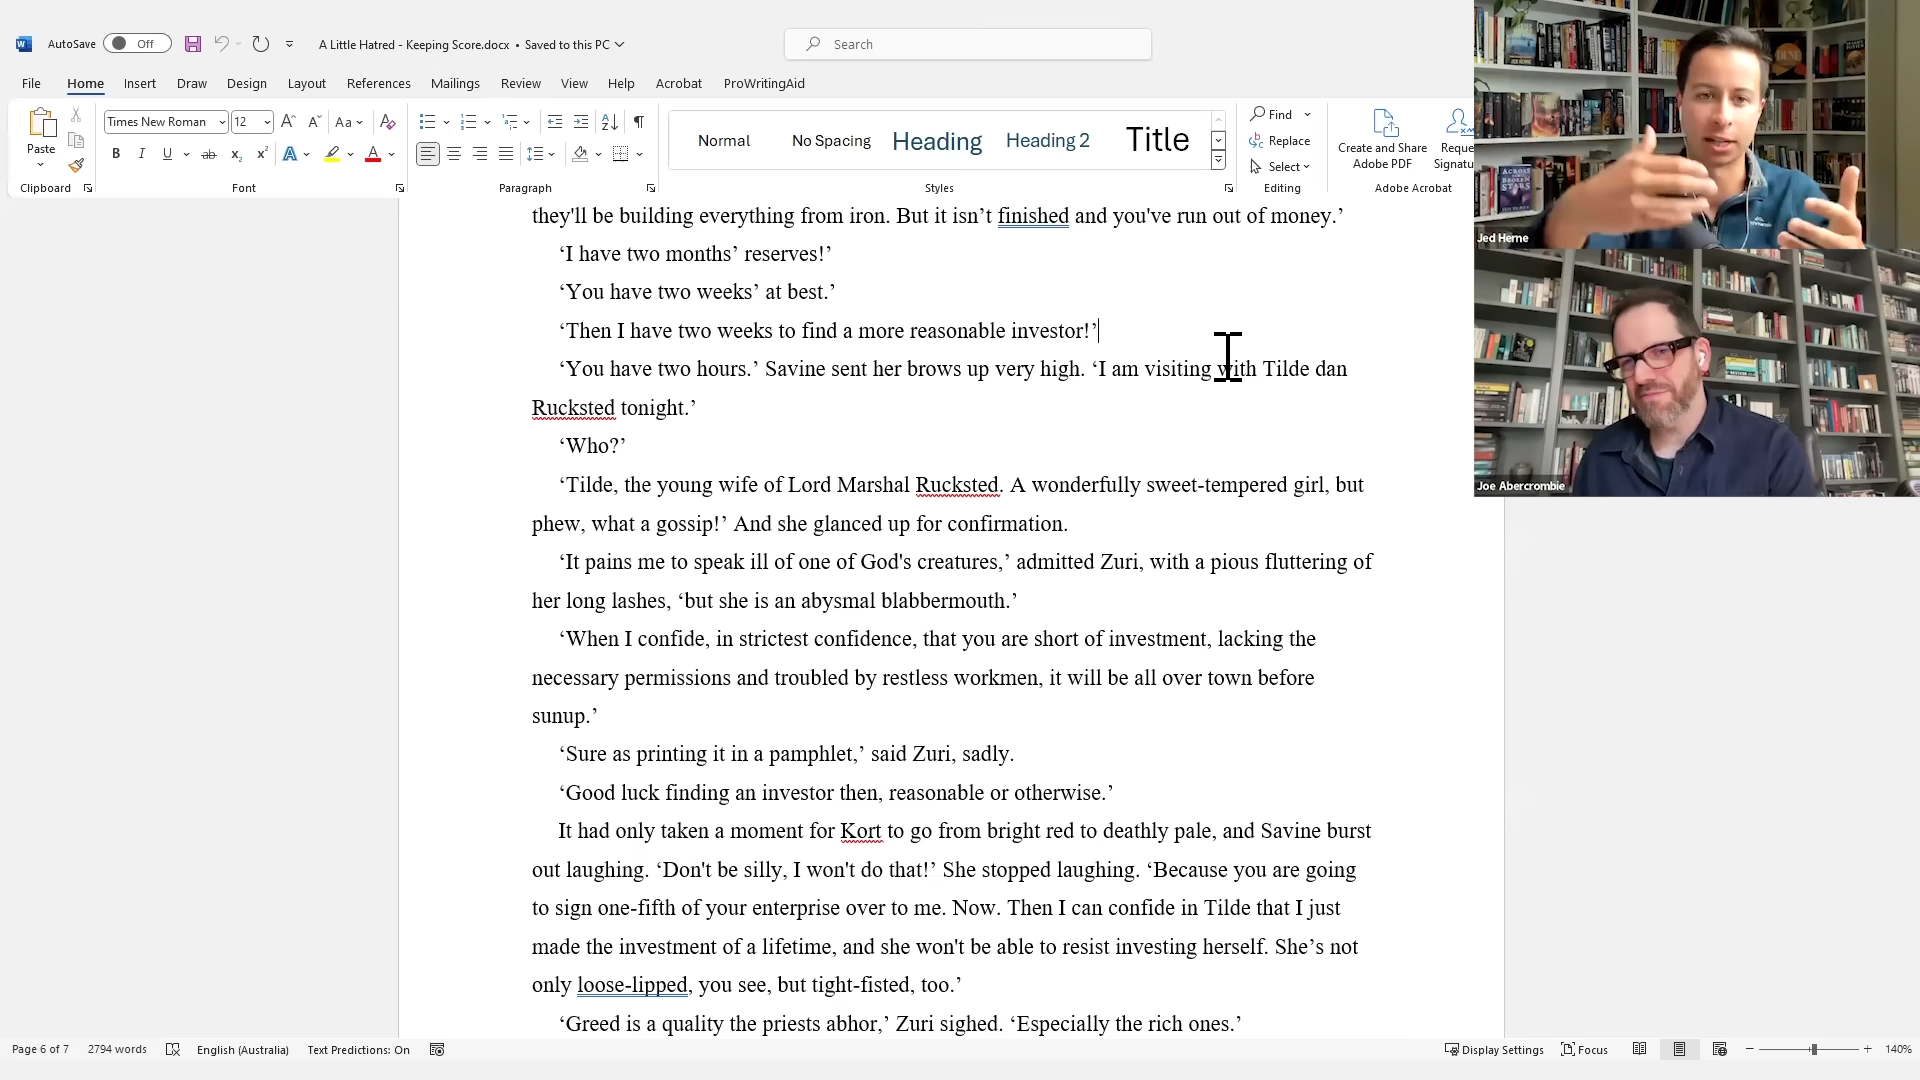 AutoSave Off A Little Hatred - Keeping Score.docx • Saved to this PC Search
File Home Insert Draw Design Layout References Mailings Review View Help Acrobat ProWritingAid
Paste
Clipboard
Times New Roman 12 Aa
B I U ab x₂ x² A A
Font
Paragraph
Normal No Spacing Heading Heading 2 Title
Styles
Find
Replace
Select
Editing
Create and Share
Adobe PDF
Reque
Signatu
Adobe Acrobat
ACROSS
BROKEN
STARS
DUNE
Jed Herne
Joe Abercrombie
they'll be building everything from iron. But it isn’t finished and you've run out of money.’
‘I have two months’ reserves!’
‘You have two weeks’ at best.’
‘Then I have two weeks to find a more reasonable investor!’
‘You have two hours.’ Savine sent her brows up very high. ‘I am visiting with Tilde dan
Rucksted tonight.’
‘Who?’
‘Tilde, the young wife of Lord Marshal Rucksted. A wonderfully sweet-tempered girl, but
phew, what a gossip!’ And she glanced up for confirmation.
‘It pains me to speak ill of one of God's creatures,’ admitted Zuri, with a pious fluttering of
her long lashes, ‘but she is an abysmal blabbermouth.’
‘When I confide, in strictest confidence, that you are short of investment, lacking the
necessary permissions and troubled by restless workmen, it will be all over town before
sunup.’
‘Sure as printing it in a pamphlet,’ said Zuri, sadly.
‘Good luck finding an investor then, reasonable or otherwise.’
It had only taken a moment for Kort to go from bright red to deathly pale, and Savine burst
out laughing. ‘Don't be silly, I won't do that!’ She stopped laughing. ‘Because you are going
to sign one-fifth of your enterprise over to me. Now. Then I can confide in Tilde that I just
made the investment of a lifetime, and she won't be able to resist investing herself. She’s not
only loose-lipped, you see, but tight-fisted, too.’
‘Greed is a quality the priests abhor,’ Zuri sighed. ‘Especially the rich ones.’
Page 6 of 7 2794 words English (Australia) Text Predictions: On Display Settings Focus 140%